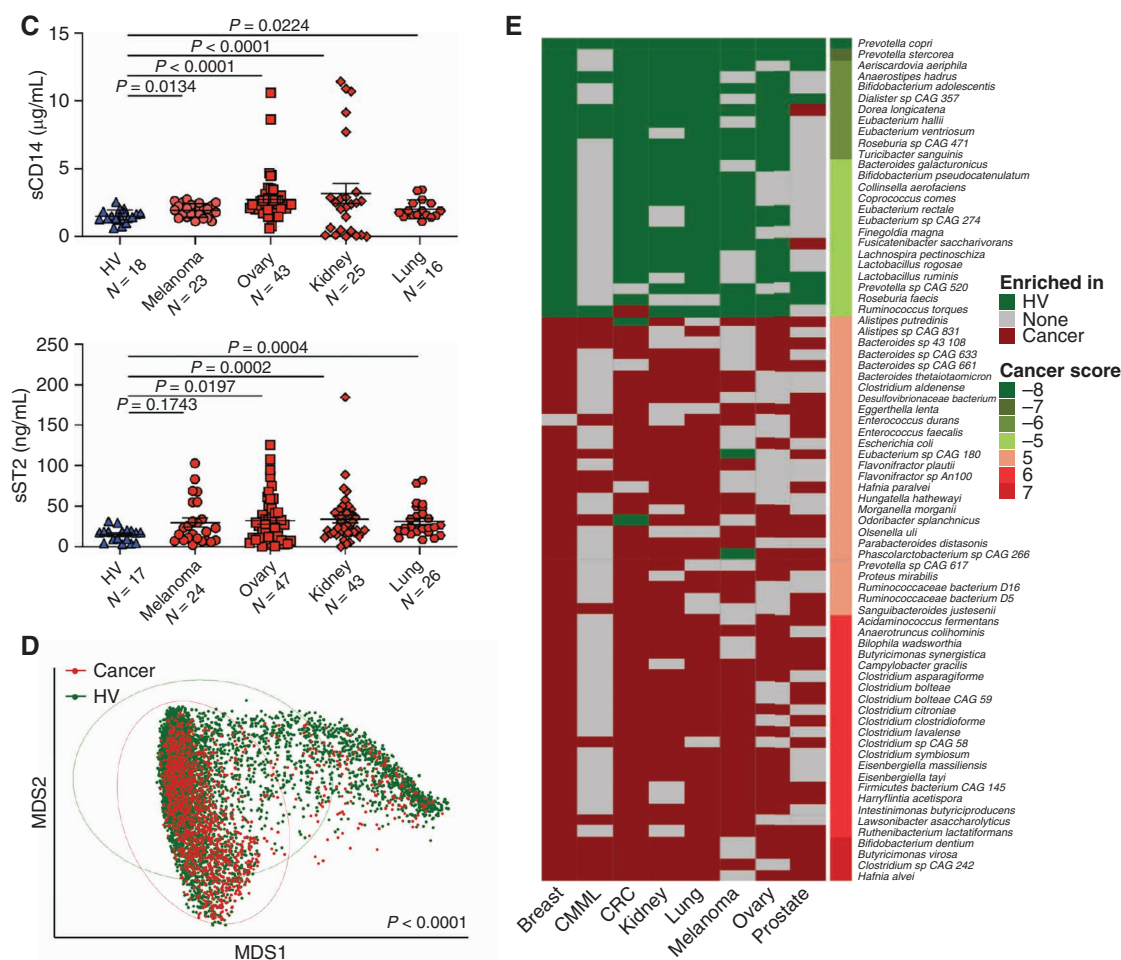 C
P = 0.0224
P < 0.0001
P < 0.0001
P = 0.0134
sCD14 (µg/mL)
15
10
5
0
HV
N = 18
Melanoma
N = 23
Ovary
N = 43
Kidney
N = 25
Lung
N = 16
P = 0.0004
P = 0.0002
P = 0.0197
P = 0.1743
sST2 (ng/mL)
250
200
150
100
50
0
HV
N = 17
Melanoma
N = 24
Ovary
N = 47
Kidney
N = 43
Lung
N = 26
D
Cancer
HV
MDS2
P < 0.0001
MDS1
E
Prevotella copri
Prevotella stercorea
Aeriscardovia aeriphila
Anaerostipes hadrus
Bifidobacterium adolescentis
Dialister sp CAG 357
Dorea longicatena
Eubacterium hallii
Eubacterium ventriosum
Roseburia sp CAG 471
Turicibacter sanguinis
Bacteroides galacturonicus
Bifidobacterium pseudocatenulatum
Collinsella aerofaciens
Coprococcus comes
Eubacterium rectale
Eubacterium sp CAG 274
Finegoldia magna
Fusicatenibacter saccharivorans
Lachnospira pectinoschiza
Lactobacillus rogosae
Lactobacillus ruminis
Prevotella sp CAG 520
Roseburia faecis
Ruminococcus torques
Alistipes putredinis
Alistipes sp CAG 831
Bacteroides sp 43 108
Bacteroides sp CAG 633
Bacteroides sp CAG 661
Bacteroides thetaiotaomicron
Clostridium aldenense
Desulfovibrionaceae bacterium
Eggerthella lenta
Enterococcus durans
Enterococcus faecalis
Escherichia coli
Eubacterium sp CAG 180
Flavonifractor plautii
Flavonifractor sp An100
Hafnia paralvei
Hungatella hathewayi
Morganella morganii
Odoribacter splanchnicus
Olsenella uli
Parabacteroides distasonis
Phascolarctobacterium sp CAG 266
Prevotella sp CAG 617
Proteus mirabilis
Ruminococcaceae bacterium D16
Ruminococcaceae bacterium D5
Sanguibacteroides justesenii
Acidaminococcus fermentans
Anaerotruncus colihominis
Bilophila wadsworthia
Butyricimonas synergistica
Campylobacter gracilis
Clostridium asparagiforme
Clostridium bolteae
Clostridium bolteae CAG 59
Clostridium citroniae
Clostridium clostridioforme
Clostridium lavalense
Clostridium sp CAG 58
Clostridium symbiosum
Eisenbergiella massiliensis
Eisenbergiella tayi
Firmicutes bacterium CAG 145
Harryflintia acetispora
Intestinimonas butyriciproducens
Lawsonibacter asaccharolyticus
Ruthenibacterium lactatiformans
Bifidobacterium dentium
Butyricimonas virosa
Clostridium sp CAG 242
Hafnia alvei
Breast
CMML
CRC
Kidney
Lung
Melanoma
Ovary
Prostate
Enriched in
HV
None
Cancer
Cancer score
–8
–7
–6
–5
5
6
7